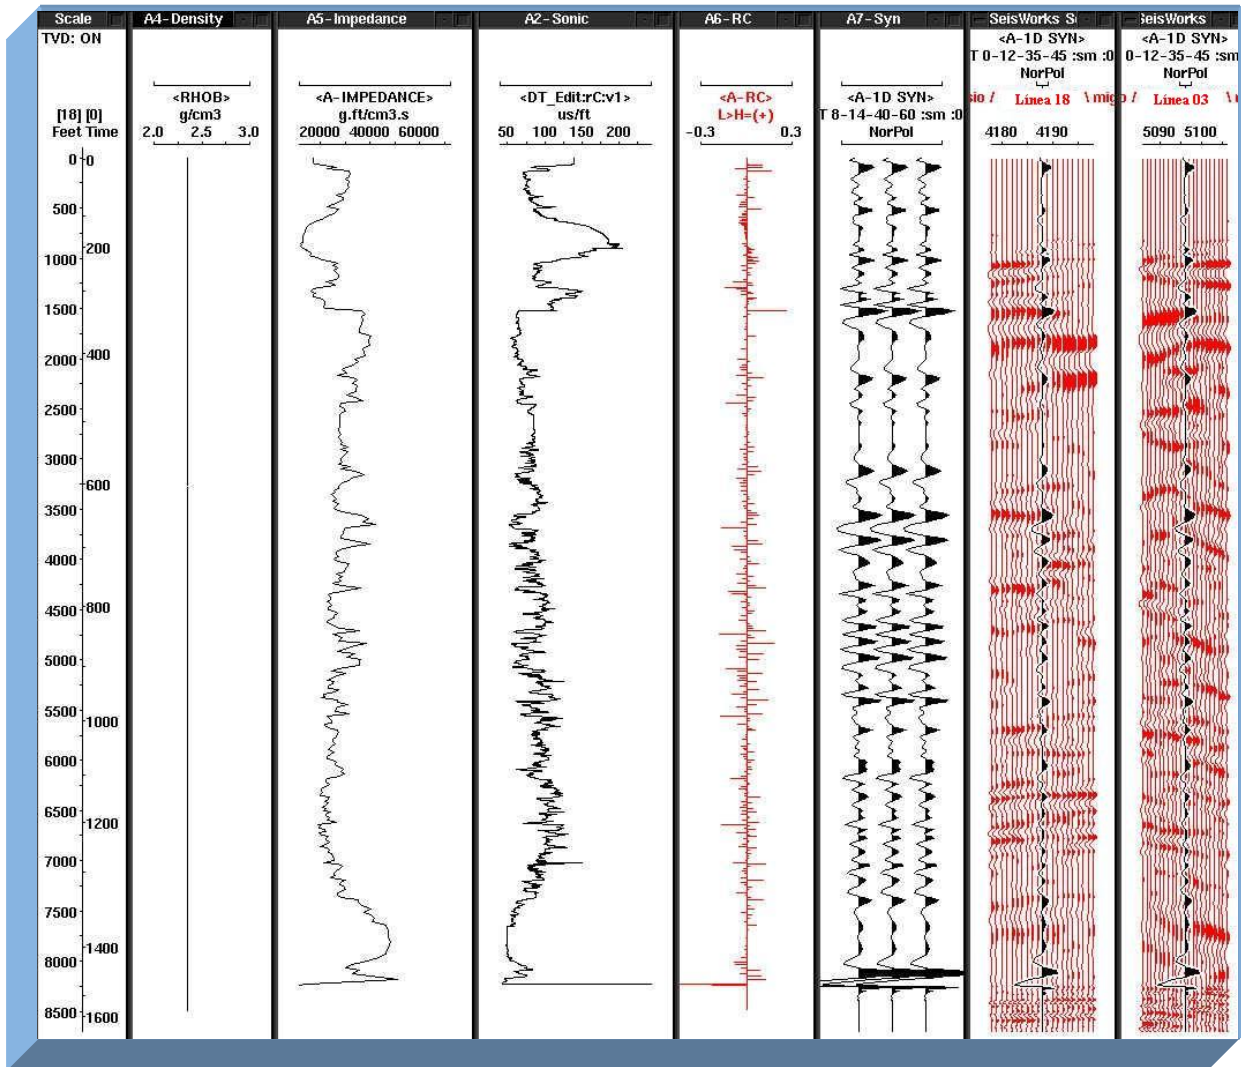 Scale
TVD: ON
[18] [0]
Feet Time
0 0
500
200
1000
1500
400
2000
2500
3000
600
3500
4000
800
4500
5000
5500
1000
6000
6500
1200
7000
7500
1400
8000
8500
1600
A4-Density
<RHOB>
g/cm3
2.0 2.5 3.0
A5-Impedance
<A-IMPEDANCE>
g.ft/cm3.s
20000 40000 60000
A2-Sonic
<DT_Edit:rC:v1>
us/ft
50 100 150 200
A6-RC
<A-RC>
L>H=(+)
-0.3 0.3
A7-Syn
<A-1D SYN>
T 8-14-40-60 :sm :0
NorPol
SeisWorks
<A-1D SYN>
T 0-12-35-45 :sm :0
NorPol
Linea 18 \ mig
4180 4190
SeisWorks
<A-1D SYN>
0-12-35-45 :sm
NorPol
Linea 03
5090 5100